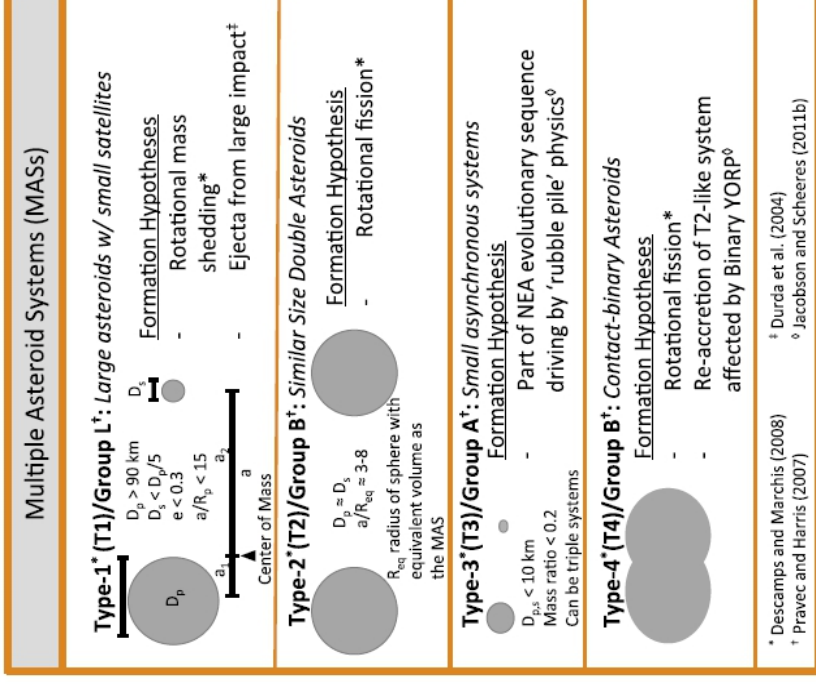 Multiple Asteroid Systems (MASs)
Type-1*(T1)/Group L†: Large asteroids w/ small satellites
Dp
Dp > 90 km
Ds < Dp/5
e < 0.3
a/Rp < 15
Ds
a1
a2
a
Center of Mass
Formation Hypotheses
- Rotational mass
shedding*
- Ejecta from large impact‡
Type-2*(T2)/Group B†: Similar Size Double Asteroids
Dp ≈ Ds
a/Req ≈ 3-8
Req radius of sphere with
equivalent volume as
the MAS
Formation Hypothesis
- Rotational fission*
Type-3*(T3)/Group A†: Small asynchronous systems
Dp,s < 10 km
Mass ratio < 0.2
Can be triple systems
Formation Hypothesis
- Part of NEA evolutionary sequence
driving by 'rubble pile' physics◊
Type-4*(T4)/Group B†: Contact-binary Asteroids
Formation Hypotheses
- Rotational fission*
- Re-accretion of T2-like system
affected by Binary YORP◊
* Descamps and Marchis (2008)
† Pravec and Harris (2007)
‡ Durda et al. (2004)
◊ Jacobson and Scheeres (2011b)